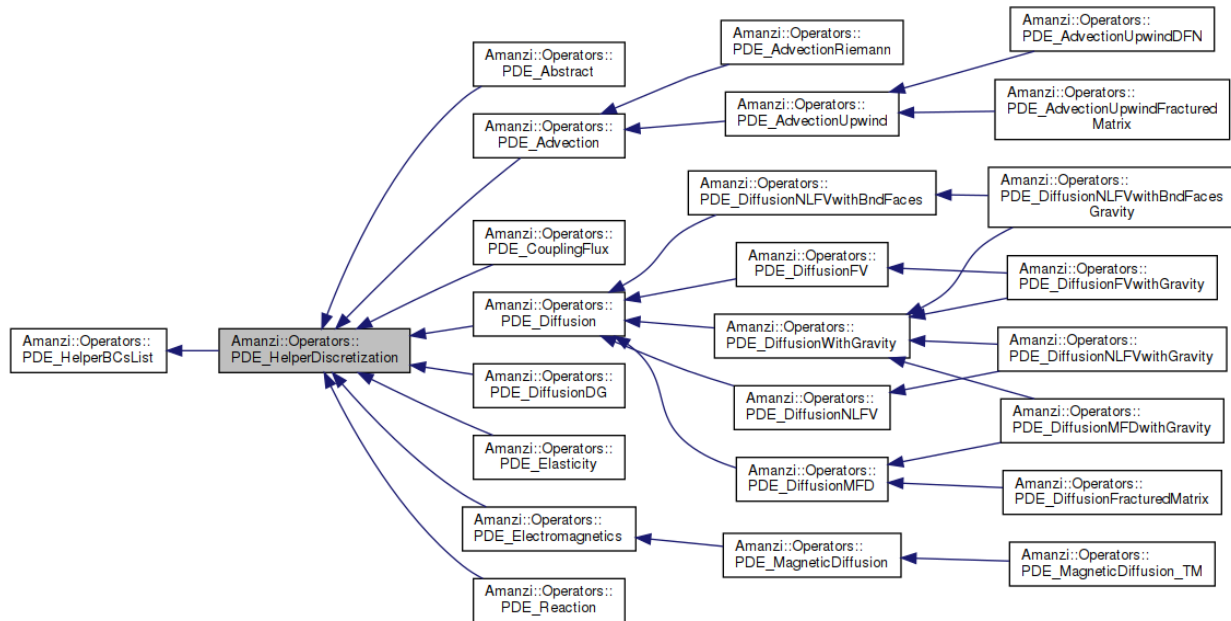 Amanzi::Operators::
PDE_HelperBCsList
Amanzi::Operators::
PDE_HelperDiscretization
Amanzi::Operators::
PDE_Abstract
Amanzi::Operators::
PDE_Advection
Amanzi::Operators::
PDE_CouplingFlux
Amanzi::Operators::
PDE_Diffusion
Amanzi::Operators::
PDE_DiffusionDG
Amanzi::Operators::
PDE_Elasticity
Amanzi::Operators::
PDE_Electromagnetics
Amanzi::Operators::
PDE_Reaction
Amanzi::Operators::
PDE_AdvectionRiemann
Amanzi::Operators::
PDE_AdvectionUpwind
Amanzi::Operators::
PDE_DiffusionNLFVwithBndFaces
Amanzi::Operators::
PDE_DiffusionFV
Amanzi::Operators::
PDE_DiffusionWithGravity
Amanzi::Operators::
PDE_DiffusionNLFV
Amanzi::Operators::
PDE_DiffusionMFD
Amanzi::Operators::
PDE_MagneticDiffusion
Amanzi::Operators::
PDE_AdvectionUpwindDFN
Amanzi::Operators::
PDE_AdvectionUpwindFractured
Matrix
Amanzi::Operators::
PDE_DiffusionNLFVwithBndFaces
Gravity
Amanzi::Operators::
PDE_DiffusionFVwithGravity
Amanzi::Operators::
PDE_DiffusionNLFVwithGravity
Amanzi::Operators::
PDE_DiffusionMFDwithGravity
Amanzi::Operators::
PDE_DiffusionFracturedMatrix
Amanzi::Operators::
PDE_MagneticDiffusion_TM